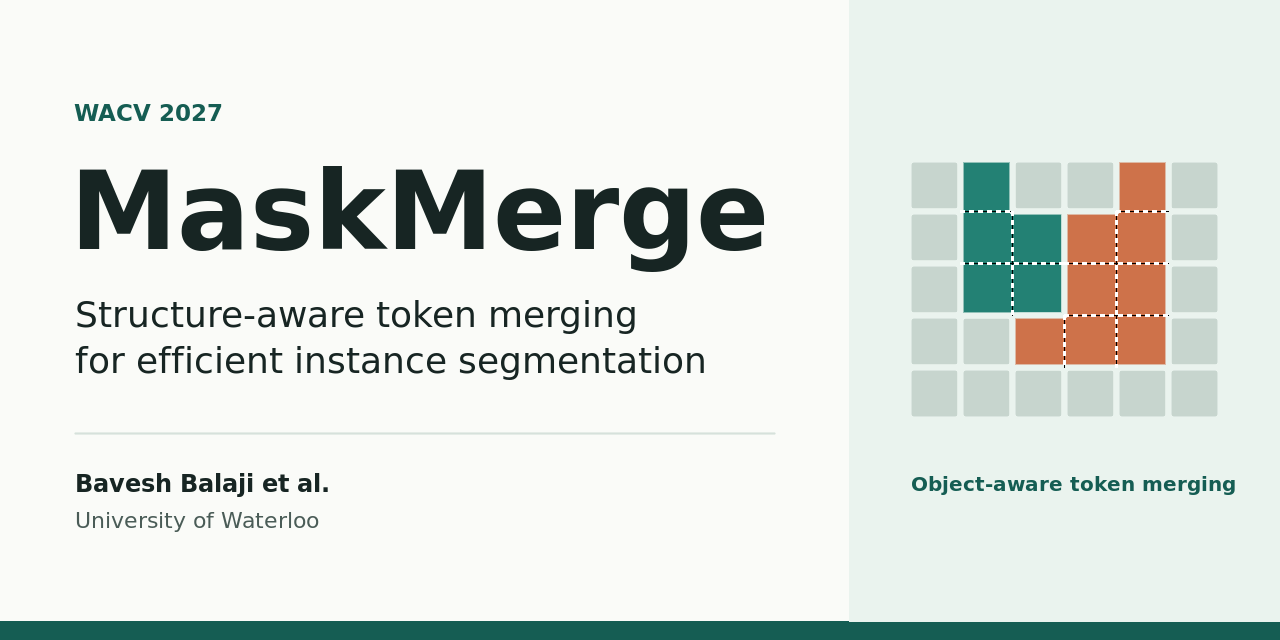 WACV 2027
MaskMerge
Structure-aware token merging
for efficient instance segmentation
Bavesh Balaji et al.
University of Waterloo
Object-aware token merging